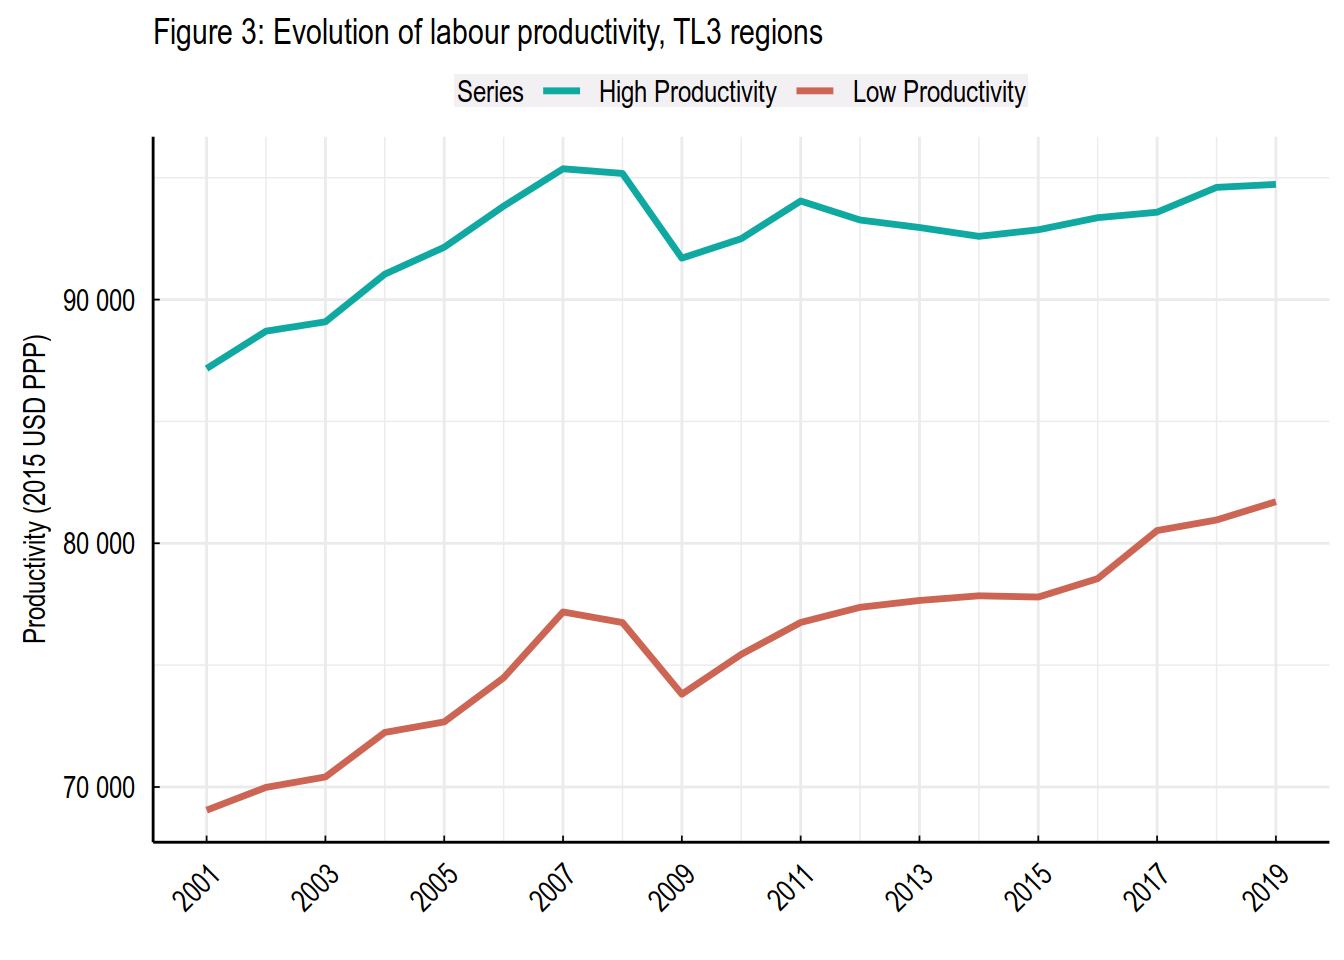 Figure 3: Evolution of labour productivity, TL3 regions
Series High Productivity Low Productivity
Productivity (2015 USD PPP)
90 000
80 000
70 000
2001 2003 2005 2007 2009 2011 2013 2015 2017 2019